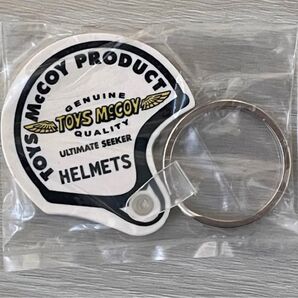 TOYS McCOY PRODUCT
GENUINE
TOYS McCOY
QUALITY
ULTIMATE SEEKER
HELMETS